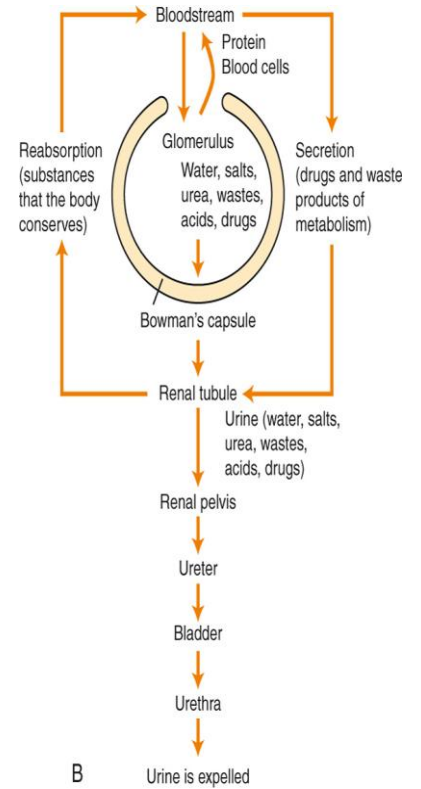 Bloodstream
Protein
Blood cells
Glomerulus
Water, salts,
urea, wastes,
acids, drugs
Reabsorption
(substances
that the body
conserves)
Secretion
(drugs and waste
products of
metabolism)
Bowman's capsule
Renal tubule
Urine (water, salts,
urea, wastes,
acids, drugs)
Renal pelvis
Ureter
Bladder
Urethra
B
Urine is expelled